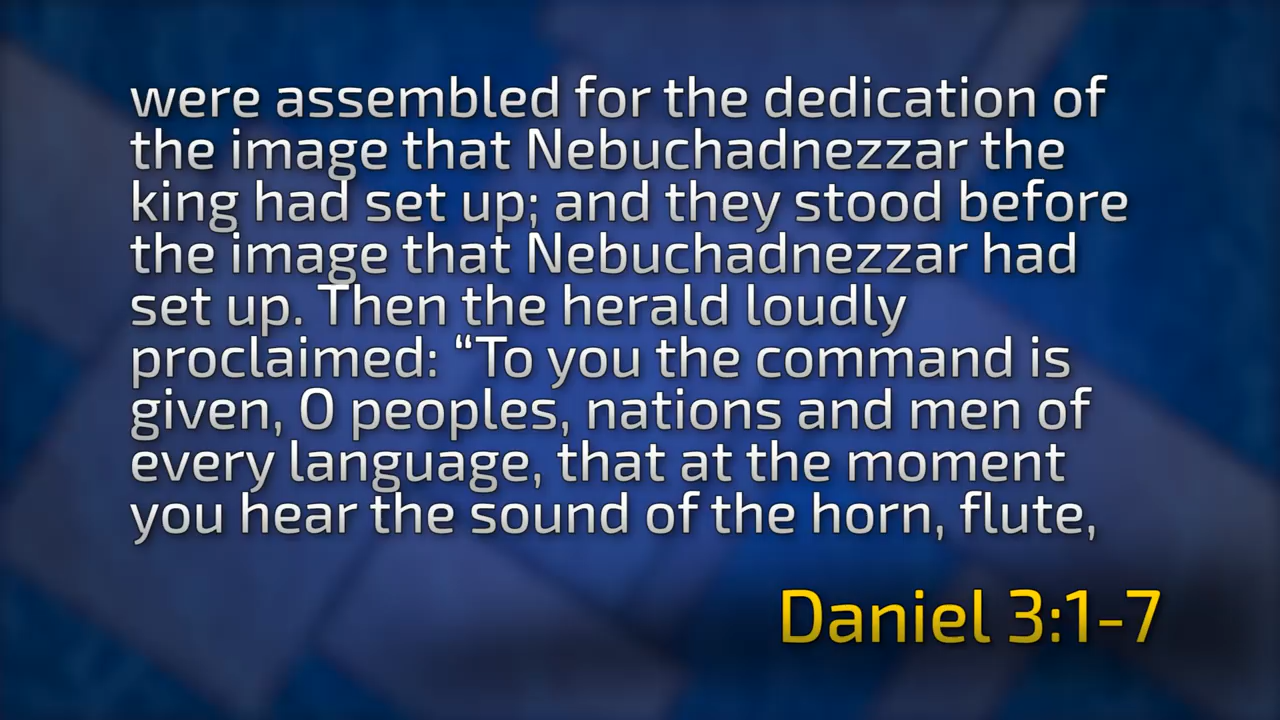 were assembled for the dedication of
the image that Nebuchadnezzar the
king had set up; and they stood before
the image that Nebuchadnezzar had
set up. Then the herald loudly
proclaimed: “To you the command is
given, O peoples, nations and men of
every language, that at the moment
you hear the sound of the horn, flute,
Daniel 3:1-7